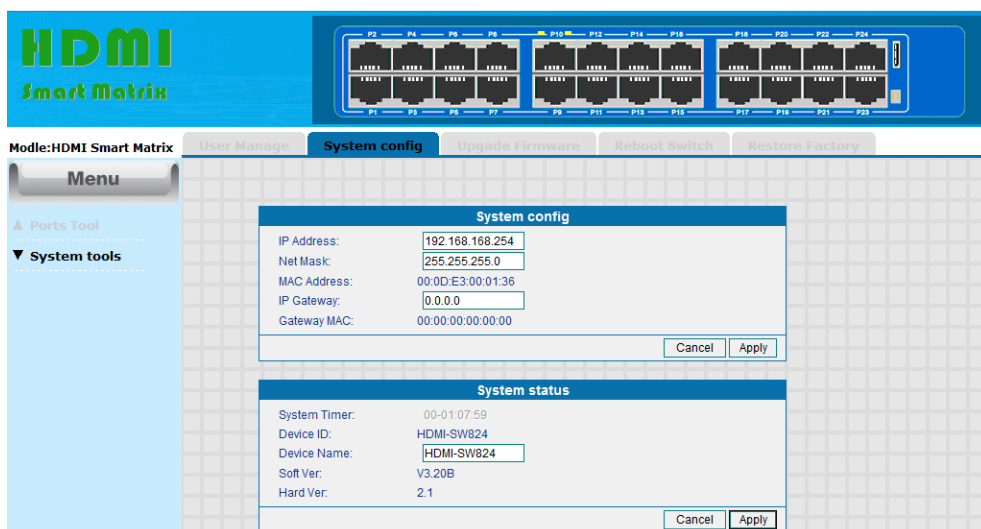 HDMI
Smart Matrix
P2 P4 P6 P8 P10 P12 P14 P16 P18 P20 P22 P24
P1 P3 P5 P7 P9 P11 P13 P15 P17 P19 P21 P23
Modle:HDMI Smart Matrix
User Manage System config Upgade Firmware Reboot Switch Restore Factory
Menu
▲ Ports Tool
▼ System tools
System config
IP Address: 192.168.168.254
Net Mask: 255.255.255.0
MAC Address: 00:0D:E3:00:01:36
IP Gateway: 0.0.0.0
Gateway MAC: 00:00:00:00:00:00
Cancel Apply
System status
System Timer: 00-01:07:59
Device ID: HDMI-SW824
Device Name: HDMI-SW824
Soft Ver: V3.20B
Hard Ver: 2.1
Cancel Apply